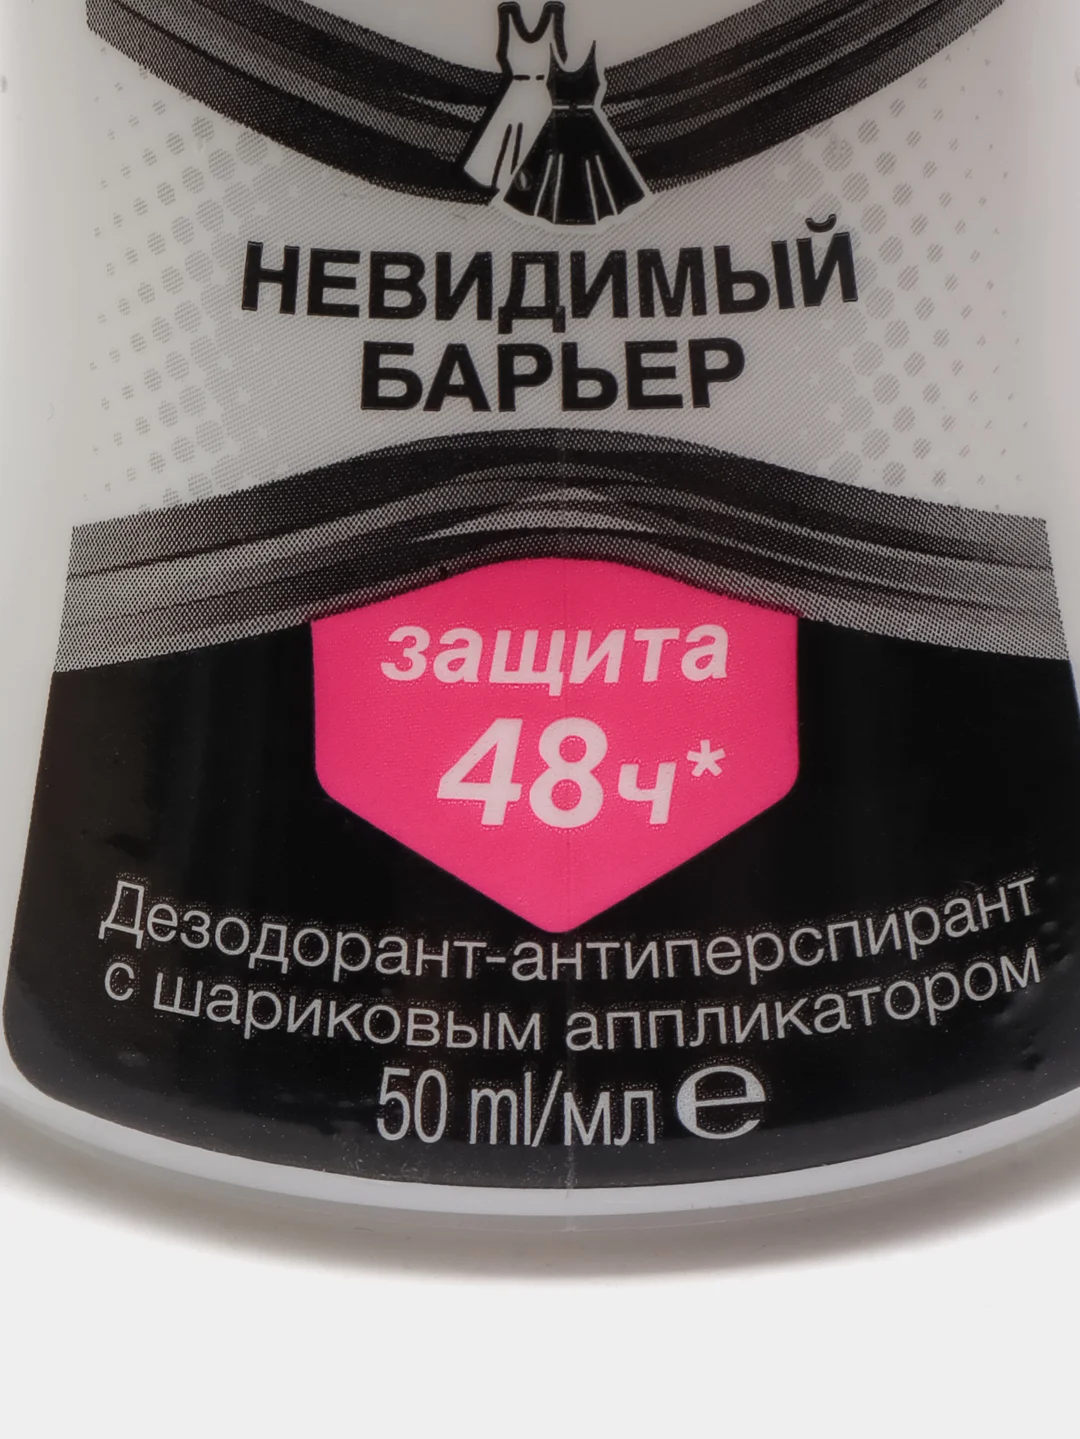 НЕВИДИМЫЙ
БАРЬЕР
защита
48ч*
Дезодорант-антиперспирант
с шариковым аппликатором
50 ml/мл ℮